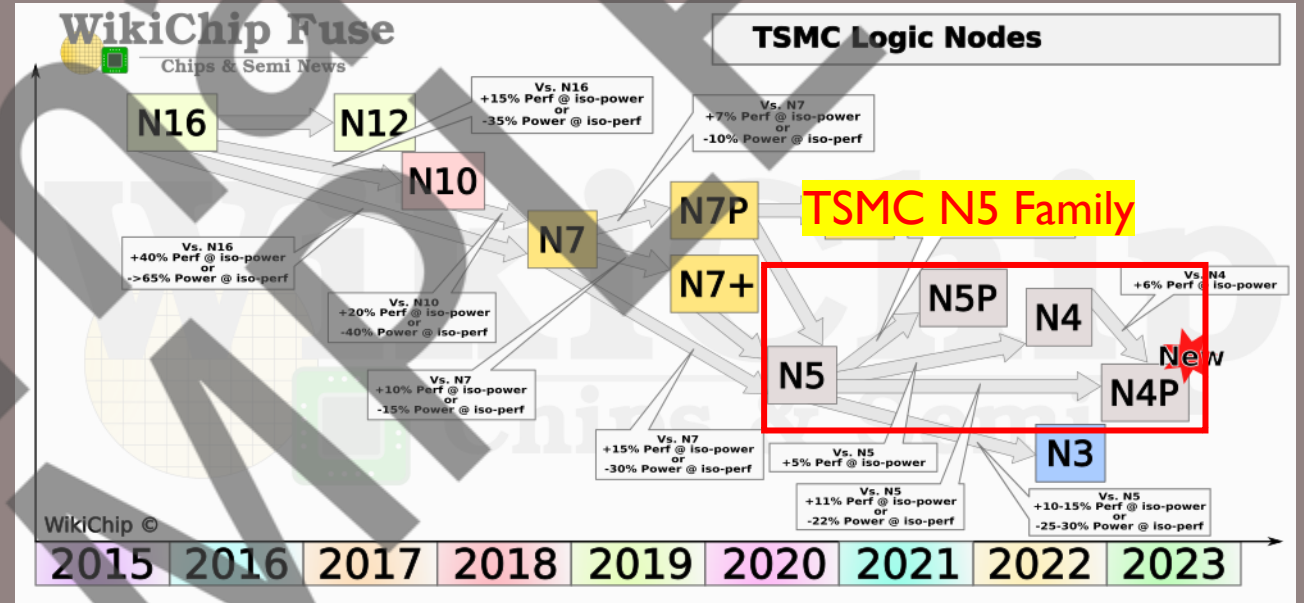 WikiChip Fuse
Chips & Semi News
TSMC Logic Nodes
Vs. N16
+15% Perf @ iso-power
or
-35% Power @ iso-perf
Vs. N7
+7% Perf @ iso-power
or
-10% Power @ iso-perf
N16
N12
N10
N7
N7P
TSMC N5 Family
Vs. N16
+40% Perf @ iso-power
or
->65% Power @ iso-perf
Vs. N10
+20% Perf @ iso-power
or
-40% Power @ iso-perf
N7+
N5P
N4
Vs. N4
+6% Perf @ iso-power
New
N5
N4P
Vs. N7
+10% Perf @ iso-power
or
-15% Power @ iso-perf
Vs. N7
+15% Perf @ iso-power
or
-30% Power @ iso-perf
Vs. N5
+5% Perf @ iso-power
N3
Vs. N5
+11% Perf @ iso-power
or
-22% Power @ iso-perf
Vs. N5
+10-15% Perf @ iso-power
or
-25-30% Power @ iso-perf
WikiChip
Chips & Semi
WikiChip ©
2015 2016 2017 2018 2019 2020 2021 2022 2023